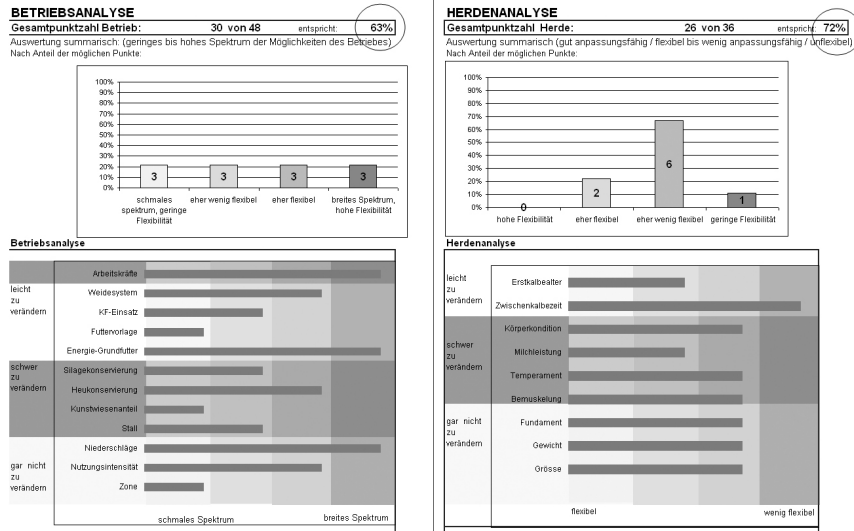 BETRIEBSANALYSE
Gesamtpunktzahl Betrieb: 30 von 48 entspricht: 63%
Auswertung summarisch: (geringes bis hohes Spektrum der Möglichkeiten des Betriebes)
Nach Anteil der möglichen Punkte:
100%
90%
80%
70%
60%
50%
40%
30%
20%
10%
0%
3
3
3
3
schmales spektrum, geringe Flexibilität
eher wenig flexibel
eher flexibel
breites Spektrum, hohe Flexibilität
Betriebsanalyse
leicht zu verändern
schwer zu verändern
gar nicht zu verändern
Arbeitskräfte
Weidesystem
KF-Einsatz
Futtervorlage
Energie-Grundfutter
Silagekonservierung
Heukonservierung
Kunstwiesenanteil
Stall
Niederschläge
Nutzungsintensität
Zone
schmales Spektrum
breites Spektrum
HERDENANALYSE
Gesamtpunktzahl Herde: 26 von 36 entspricht: 72%
Auswertung summarisch (gut anpassungsfähig / flexibel bis wenig anpassungsfähig / unflexibel)
Nach Anteil der möglichen Punkte:
100%
90%
80%
70%
60%
50%
40%
30%
20%
10%
0%
0
2
6
1
hohe Flexibilität
eher flexibel
eher wenig flexibel
geringe Flexibilität
Herdenanalyse
leicht zu verändern
schwer zu verändern
gar nicht zu verändern
Erstkalbealter
Zwischenkalbezeit
Körperkondition
Milchleistung
Temperament
Bemuskelung
Fundament
Gewicht
Grösse
flexibel
wenig flexibel